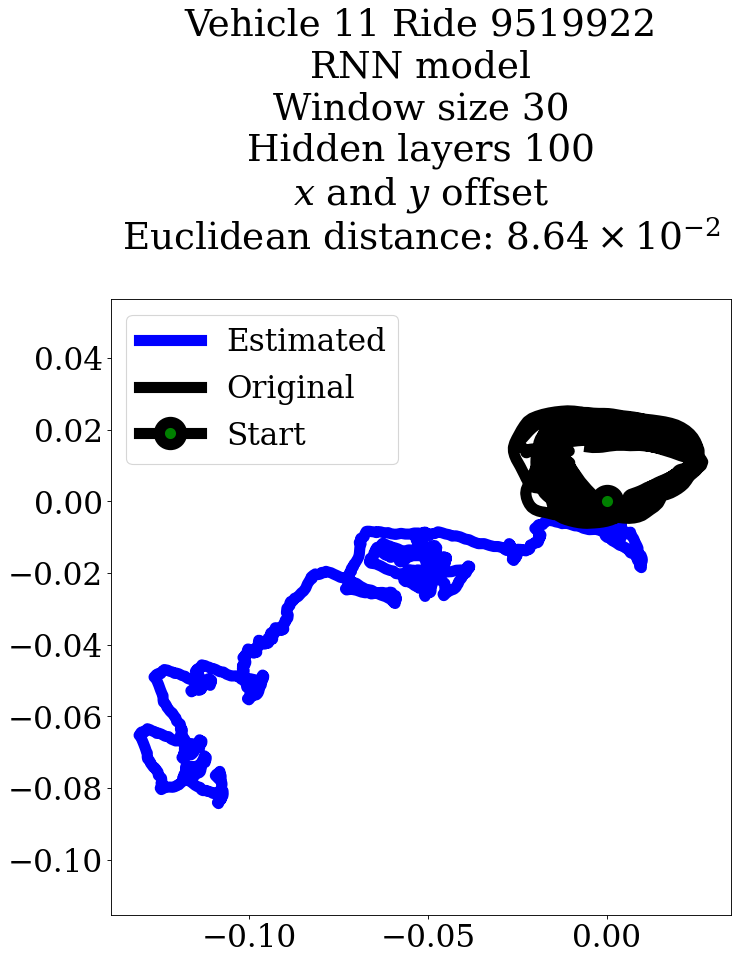 Vehicle 11 Ride 9519922
RNN model
Window size 30
Hidden layers 100
x and y offset
Euclidean distance: 8.64 × 10⁻²
Estimated
Original
Start
0.04
0.02
0.00
−0.02
−0.04
−0.06
−0.08
−0.10
−0.10 −0.05 0.00